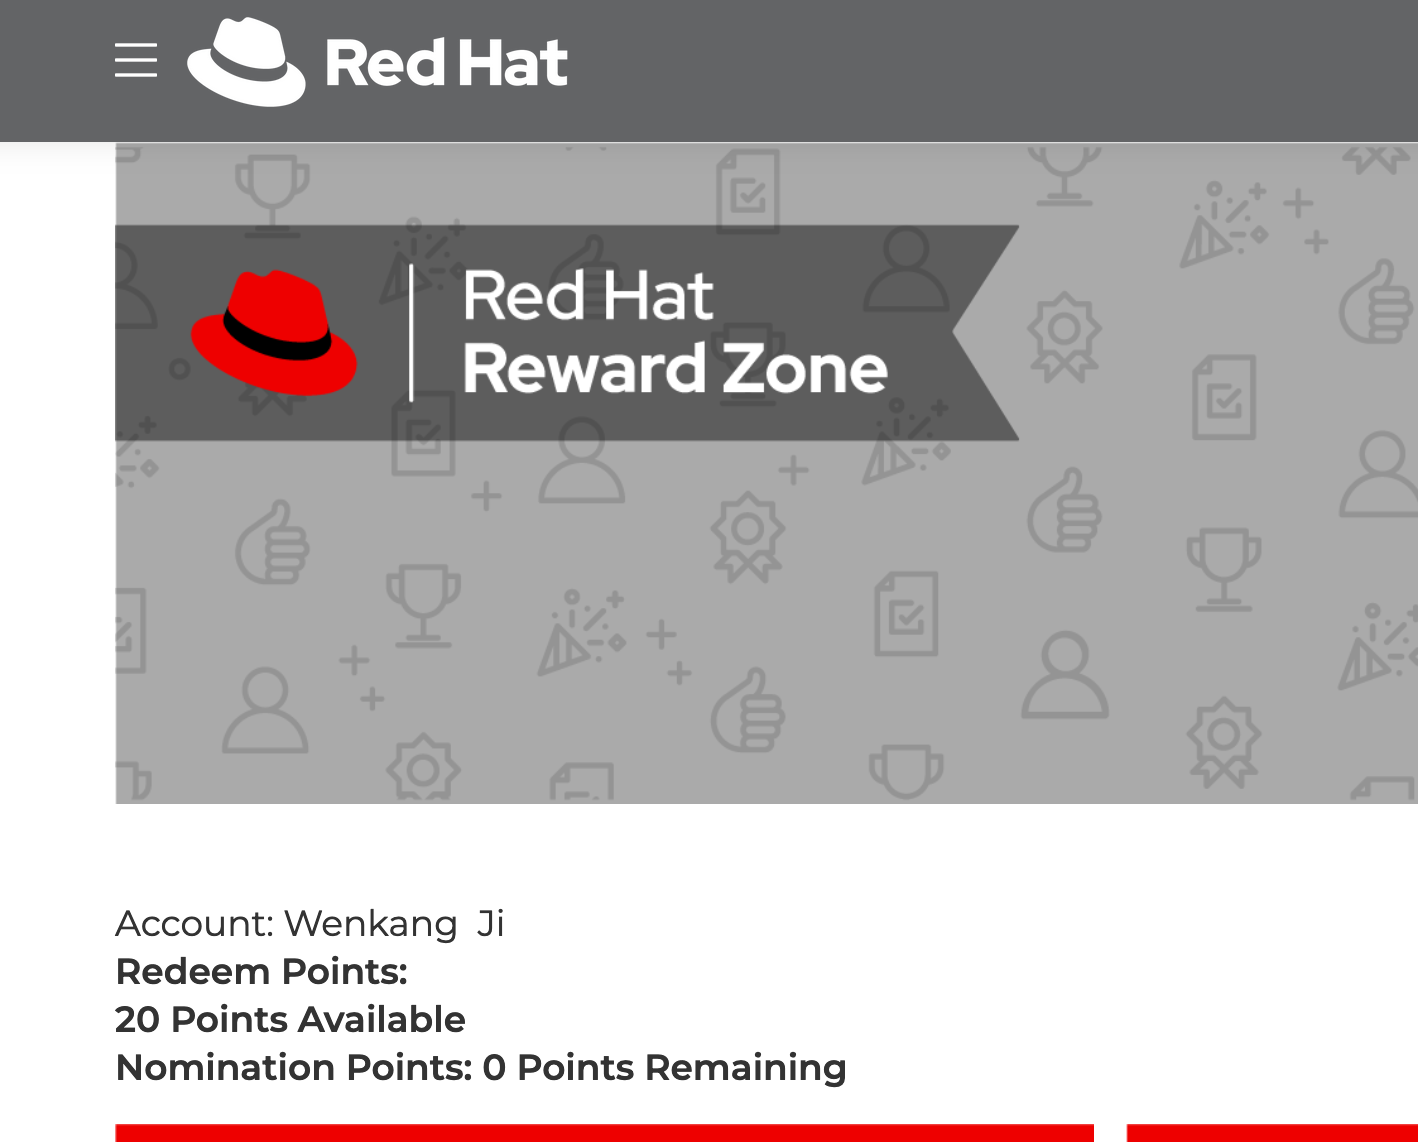 Red Hat
Red Hat
Reward Zone
Account: Wenkang  Ji
Redeem Points:
20 Points Available
Nomination Points: 0 Points Remaining